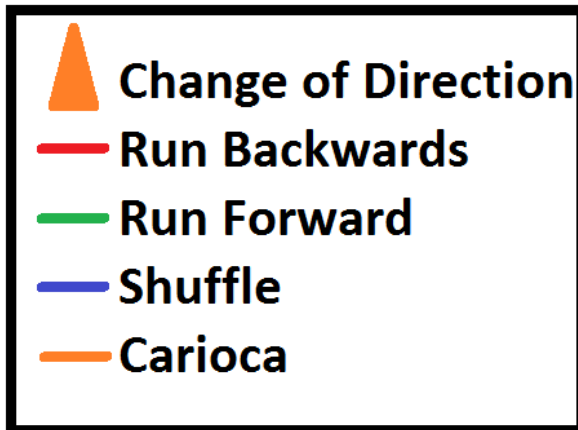 Change of Direction
Run Backwards
Run Forward
Shuffle
Carioca